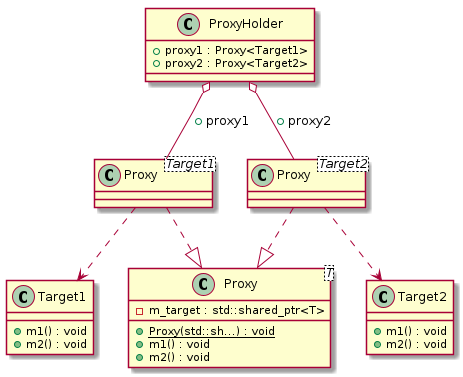 C ProxyHolder
proxy1 : Proxy<Target1>
proxy2 : Proxy<Target2>
proxy1
proxy2
C Proxy Target1
C Proxy Target2
C Target1
m1() : void
m2() : void
C Proxy T
m_target : std::shared_ptr<T>
Proxy(std::sh...) : void
m1() : void
m2() : void
C Target2
m1() : void
m2() : void